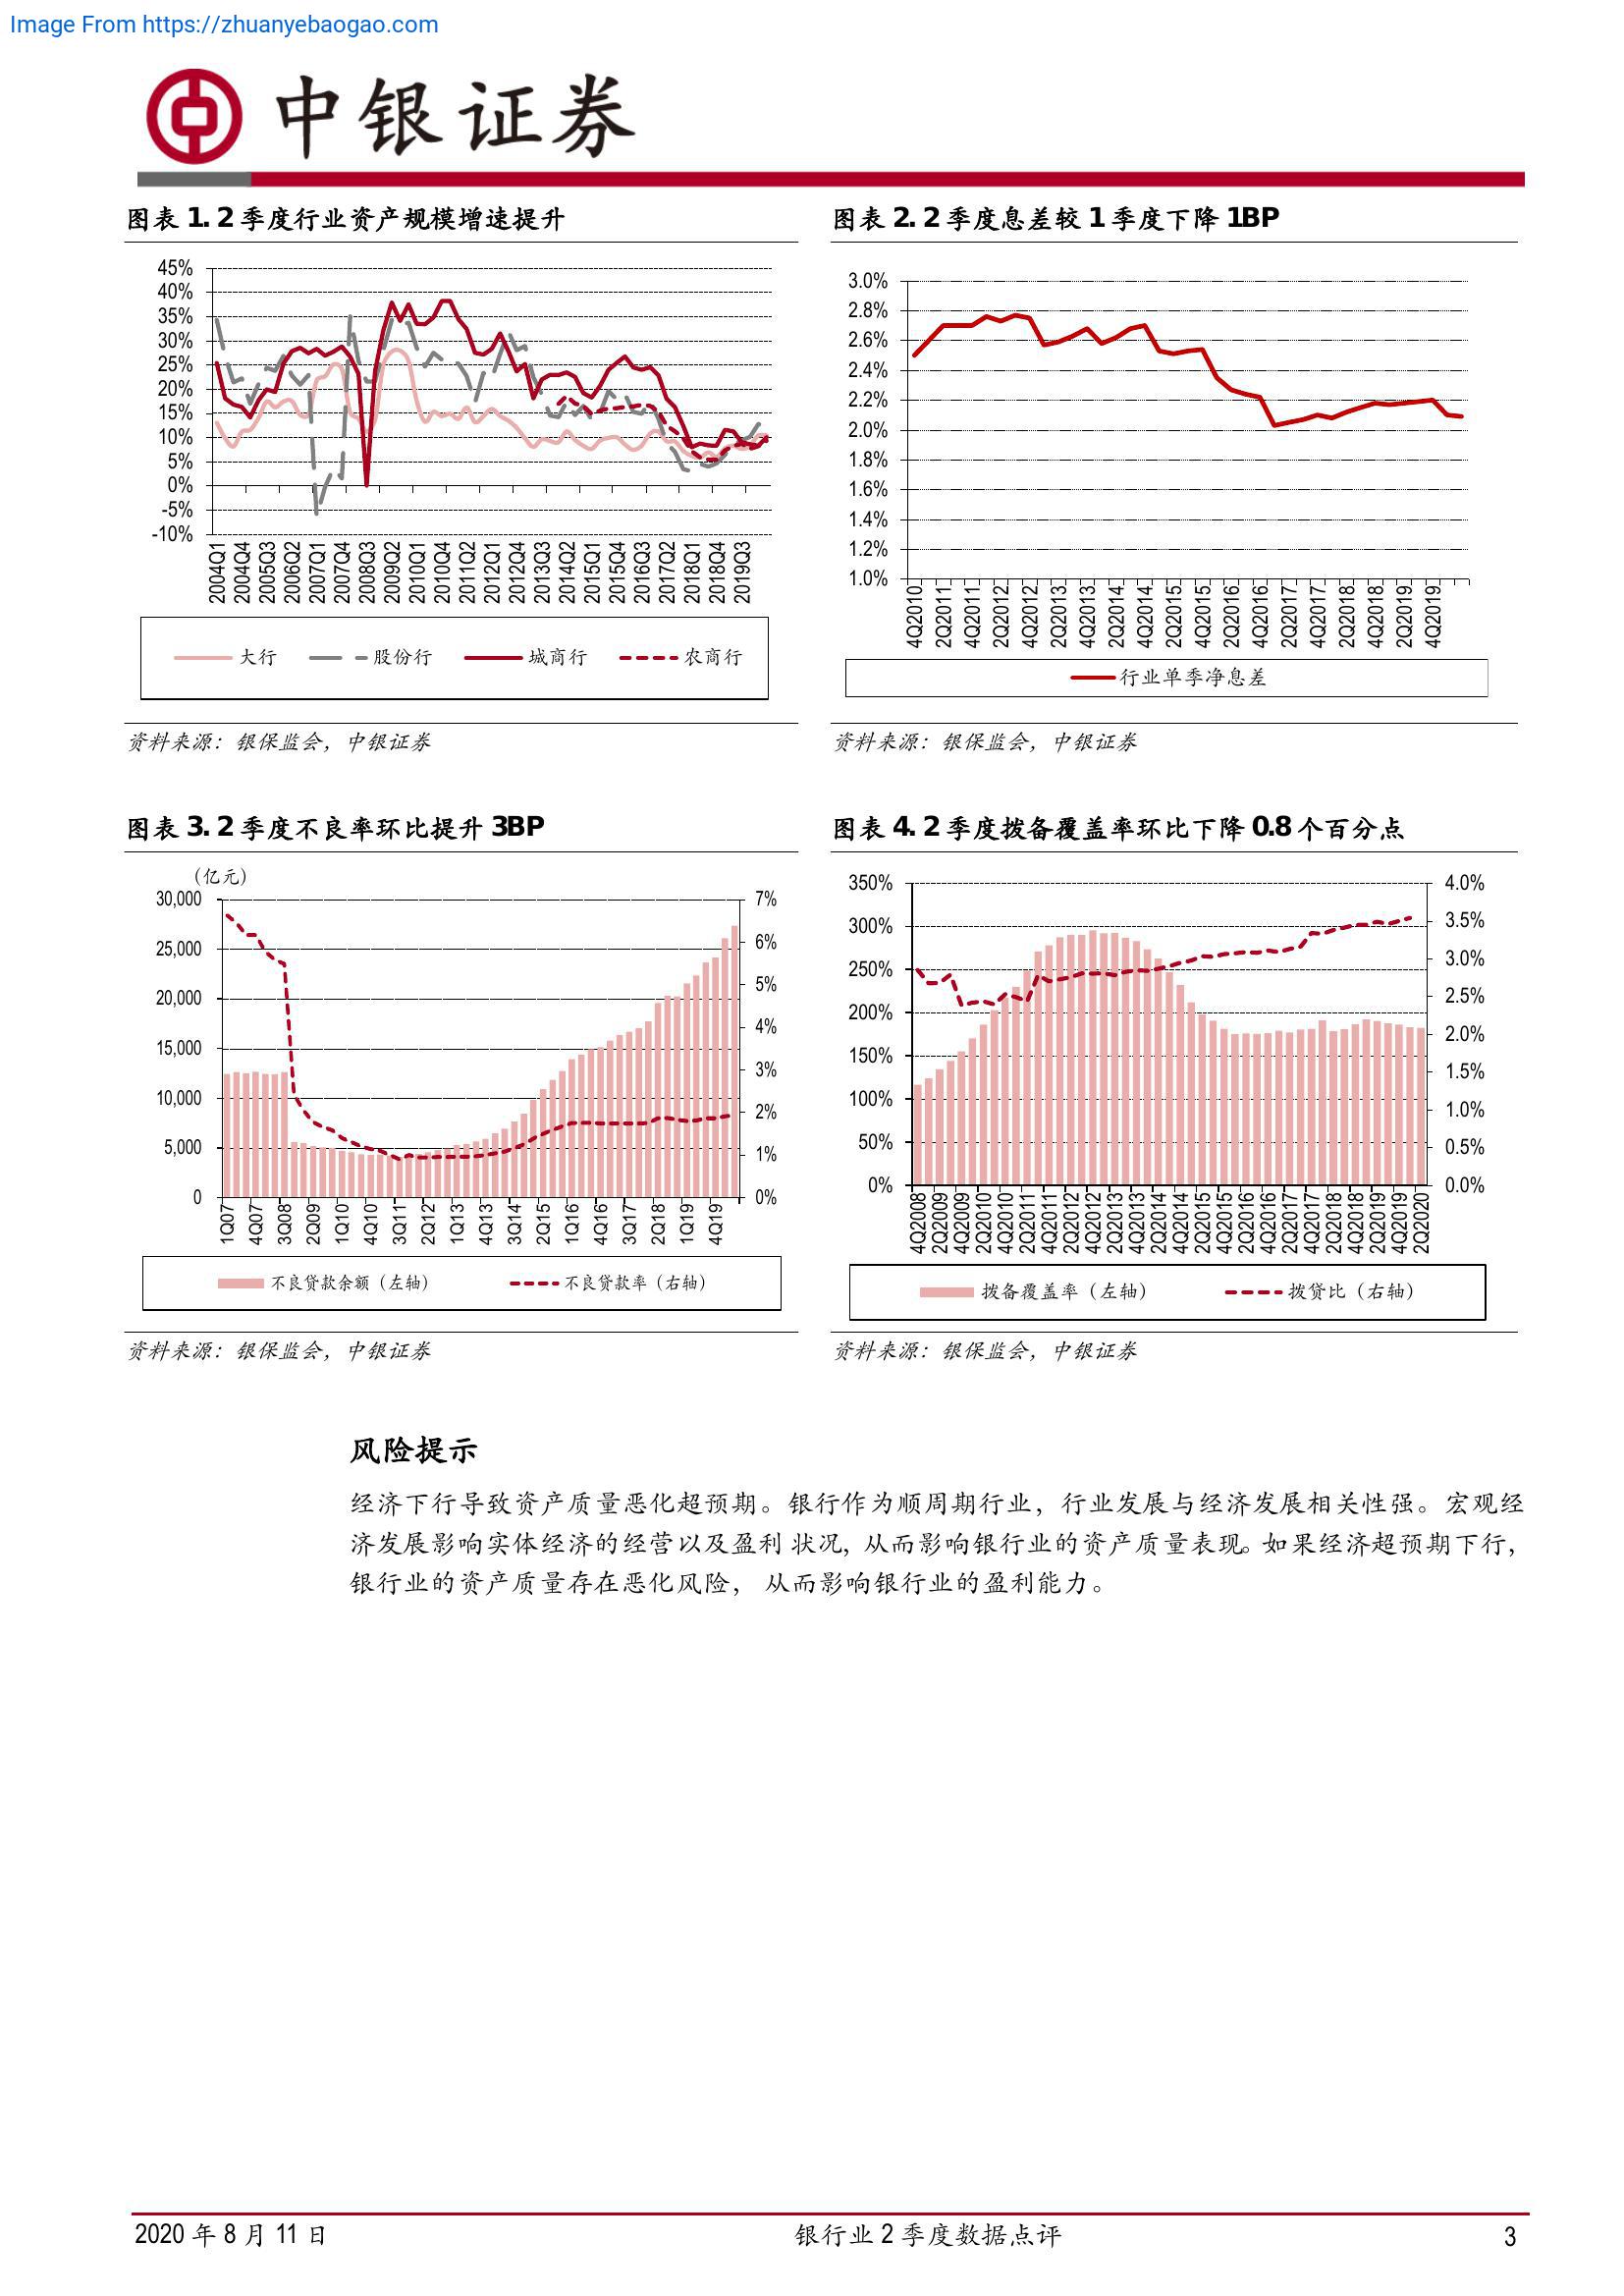 Image From https://zhuanyebaogao.com
中银证券
图表 1. 2 季度行业资产规模增速提升
45%
40%
35%
30%
25%
20%
15%
10%
5%
0%
-5%
-10%
2004Q1 2004Q4 2005Q3 2006Q2 2007Q1 2007Q4 2008Q3 2009Q2 2010Q1 2010Q4 2011Q2 2012Q1 2012Q4 2013Q3 2014Q2 2015Q1 2015Q4 2016Q3 2017Q2 2018Q1 2018Q4 2019Q3
大行 股份行 城商行 农商行
资料来源：银保监会，中银证券
图表 2. 2 季度息差较 1 季度下降 1BP
3.0%
2.8%
2.6%
2.4%
2.2%
2.0%
1.8%
1.6%
1.4%
1.2%
1.0%
4Q2010 2Q2011 4Q2011 2Q2012 4Q2012 2Q2013 4Q2013 2Q2014 4Q2014 2Q2015 4Q2015 2Q2016 4Q2016 2Q2017 4Q2017 2Q2018 4Q2018 2Q2019 4Q2019
行业单季净息差
资料来源：银保监会，中银证券
图表 3. 2 季度不良率环比提升 3BP
（亿元）
30,000
25,000
20,000
15,000
10,000
5,000
0
7%
6%
5%
4%
3%
2%
1%
0%
1Q07 4Q07 3Q08 2Q09 1Q10 4Q10 3Q11 2Q12 1Q13 4Q13 3Q14 2Q15 1Q16 4Q16 3Q17 2Q18 1Q19 4Q19
不良贷款余额（左轴） 不良贷款率（右轴）
资料来源：银保监会，中银证券
图表 4. 2 季度拨备覆盖率环比下降 0.8 个百分点
350%
300%
250%
200%
150%
100%
50%
0%
4.0%
3.5%
3.0%
2.5%
2.0%
1.5%
1.0%
0.5%
0.0%
4Q2008 2Q2009 4Q2009 2Q2010 4Q2010 2Q2011 4Q2011 2Q2012 4Q2012 2Q2013 4Q2013 2Q2014 4Q2014 2Q2015 4Q2015 2Q2016 4Q2016 2Q2017 4Q2017 2Q2018 4Q2018 2Q2019 4Q2019 2Q2020
拨备覆盖率（左轴） 拨贷比（右轴）
资料来源：银保监会，中银证券
风险提示
经济下行导致资产质量恶化超预期。银行作为顺周期行业，行业发展与经济发展相关性强。宏观经
济发展影响实体经济的经营以及盈利状况，从而影响银行业的资产质量表现。如果经济超预期下行，
银行业的资产质量存在恶化风险，从而影响银行业的盈利能力。
2020 年 8 月 11 日 银行业 2 季度数据点评 3